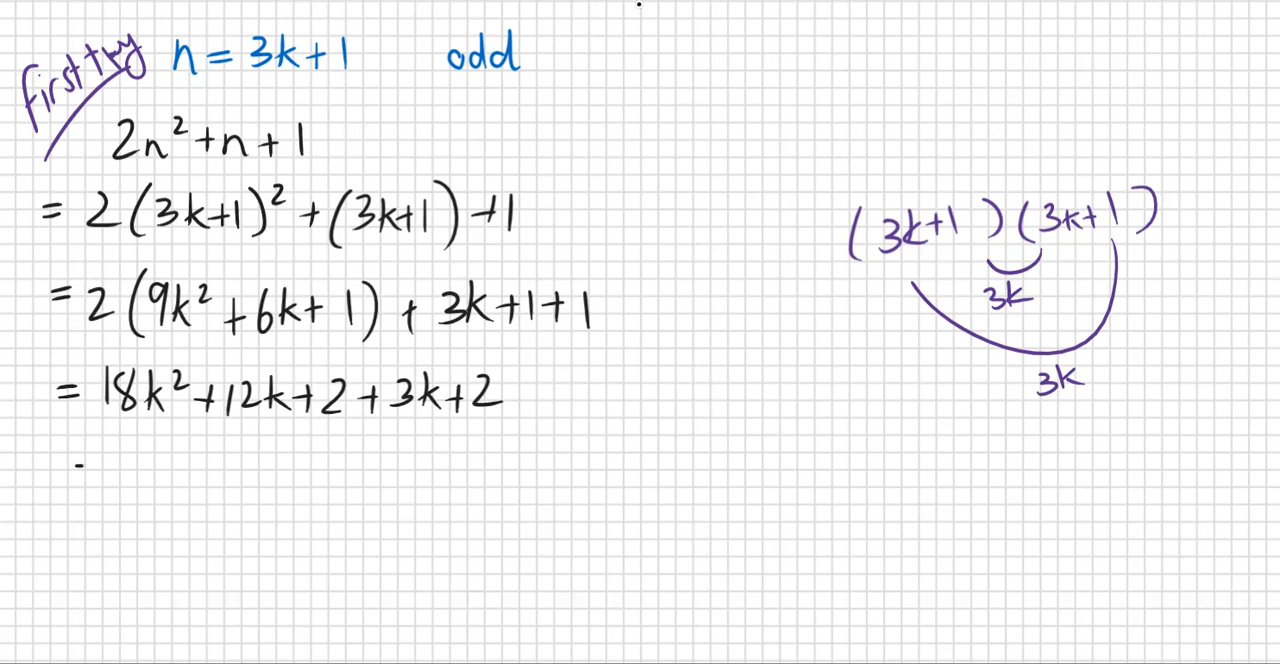 first try n = 3k+1 odd
2n²+n+1
= 2(3k+1)²+(3k+1)+1
(3k+1)(3k+1)
= 2(9k²+6k+1)+3k+1+1
3k
= 18k²+12k+2+3k+2
3k
-